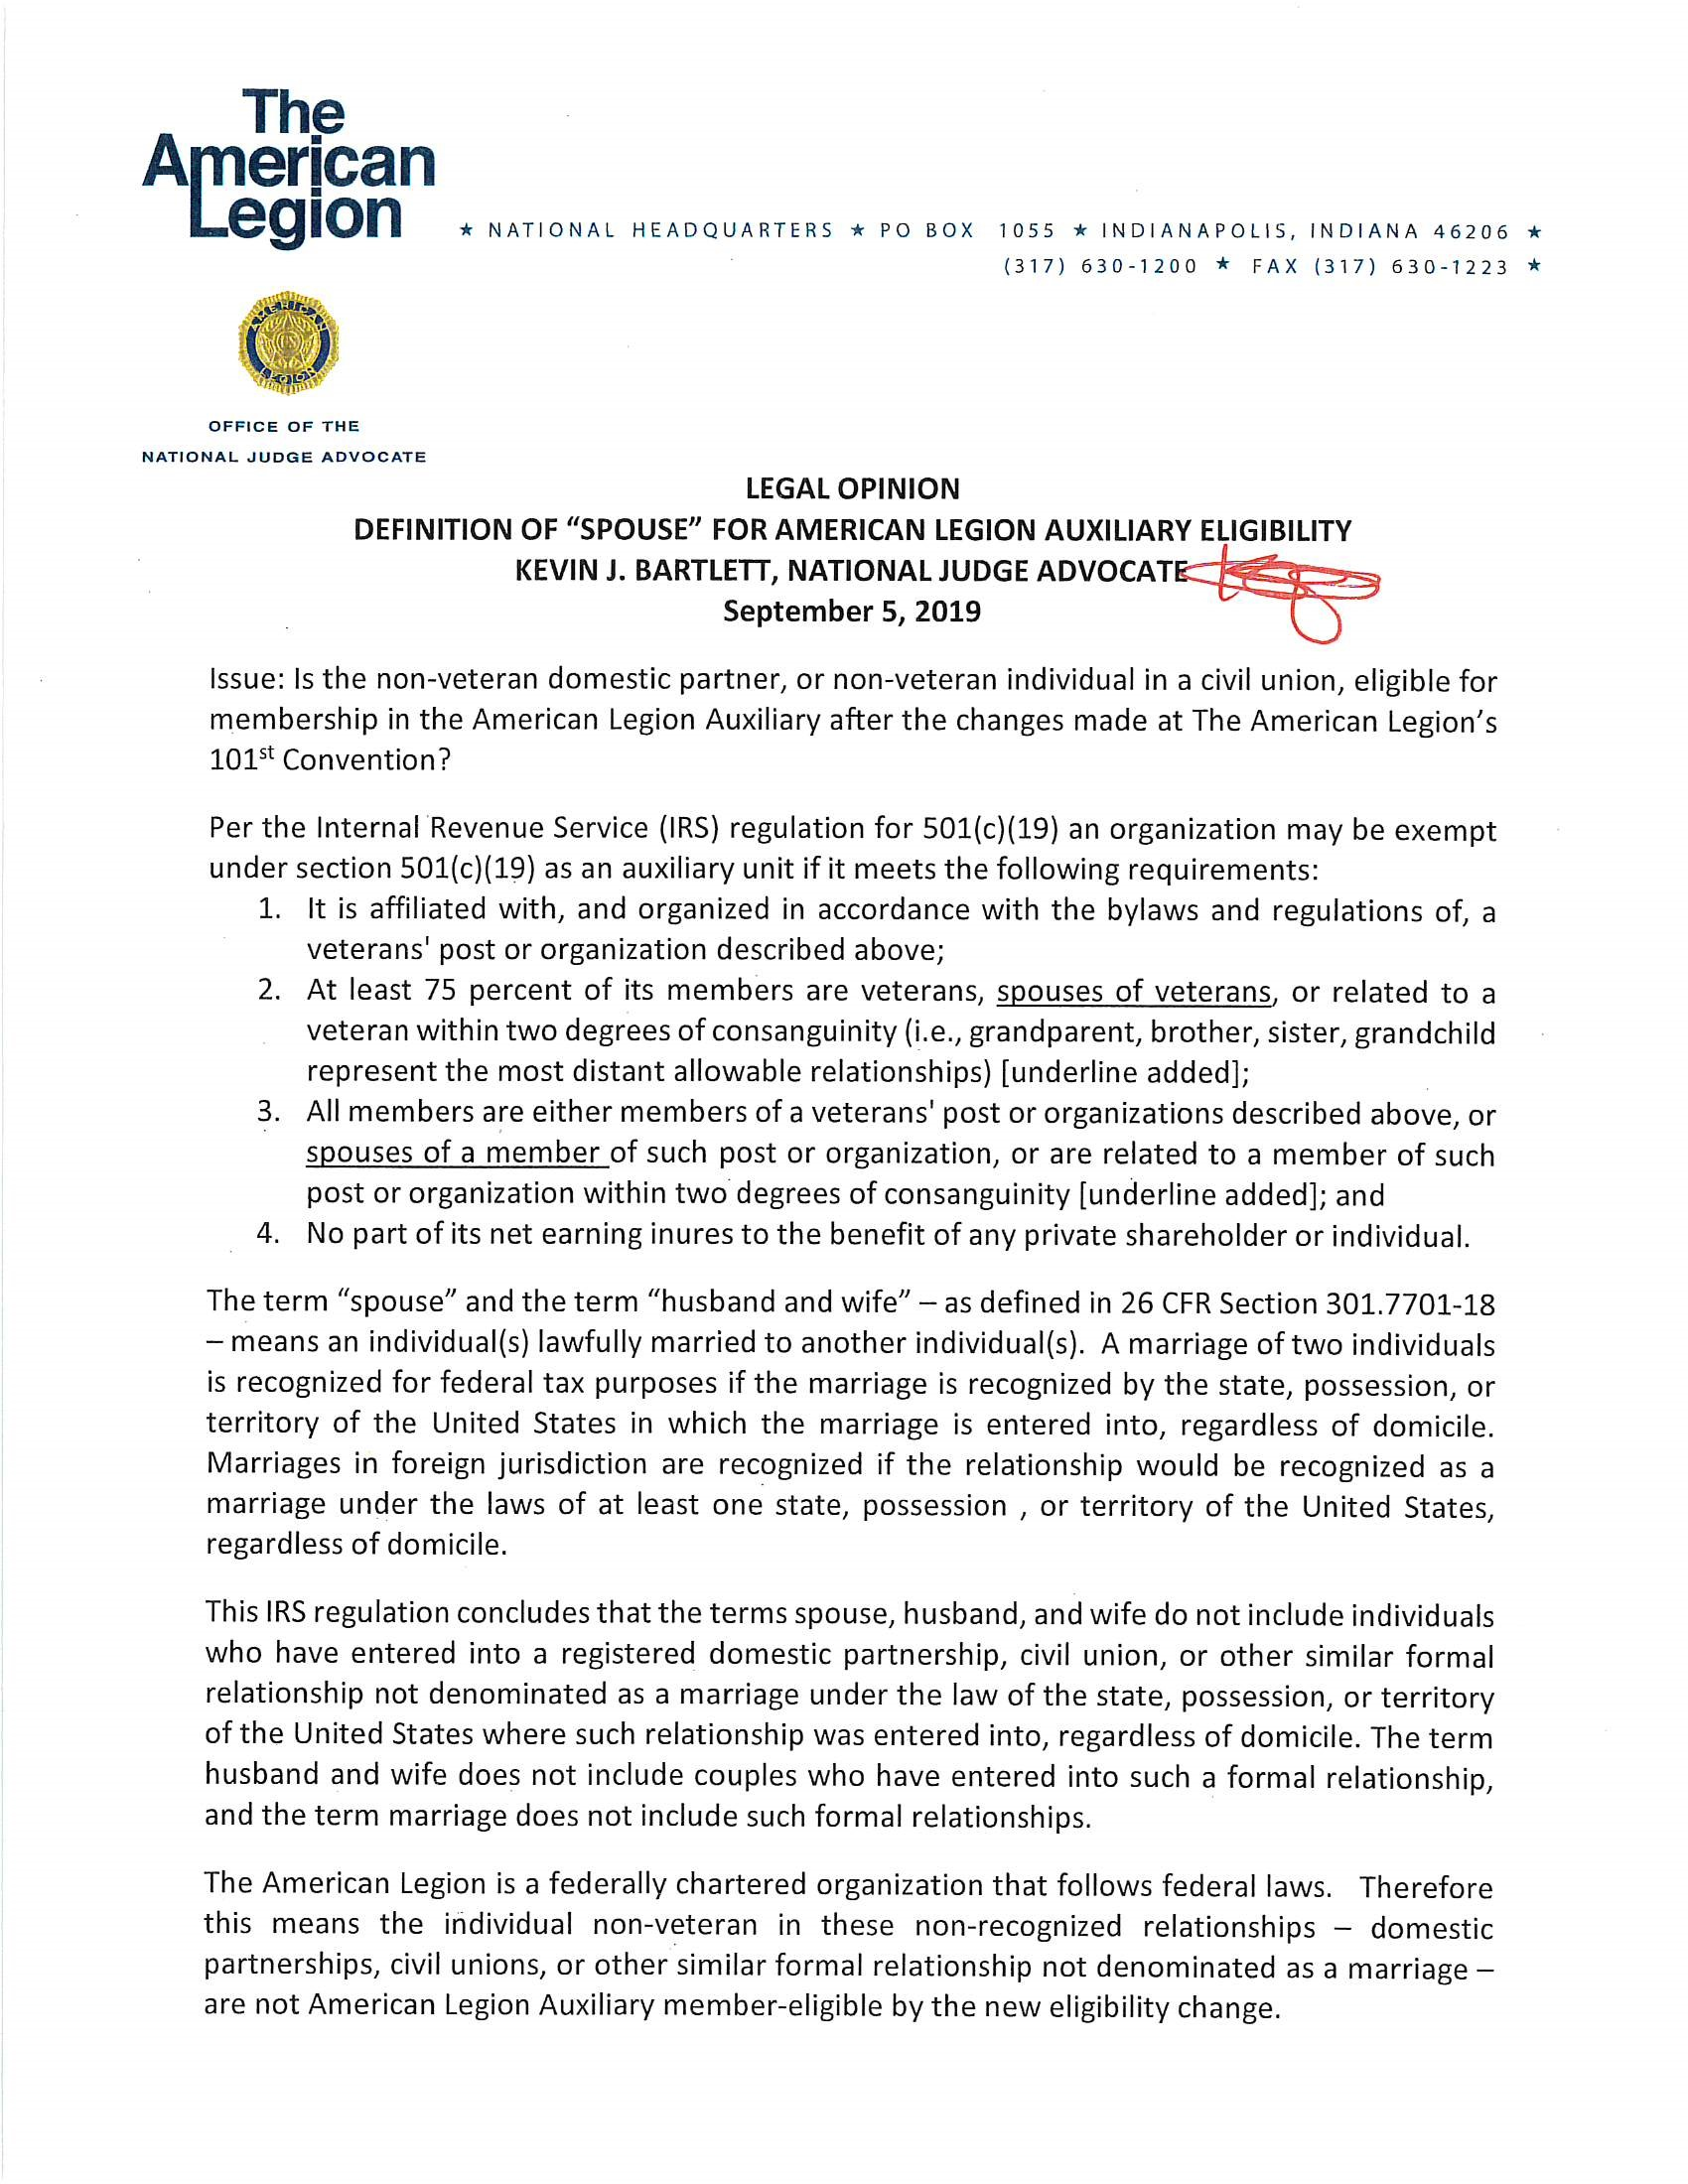 The
American
Legion
★ NATIONAL HEADQUARTERS ★ PO BOX 1055 ★ INDIANAPOLIS, INDIANA 46206 ★
(317) 630-1200 ★ FAX (317) 630-1223 ★
AMERICAN
US
LEGION
OFFICE OF THE
NATIONAL JUDGE ADVOCATE
LEGAL OPINION
DEFINITION OF “SPOUSE” FOR AMERICAN LEGION AUXILIARY ELIGIBILITY
KEVIN J. BARTLETT, NATIONAL JUDGE ADVOCATE
September 5, 2019
Issue: Is the non-veteran domestic partner, or non-veteran individual in a civil union, eligible for
membership in the American Legion Auxiliary after the changes made at The American Legion’s
101st Convention?
Per the Internal Revenue Service (IRS) regulation for 501(c)(19) an organization may be exempt
under section 501(c)(19) as an auxiliary unit if it meets the following requirements:
1. It is affiliated with, and organized in accordance with the bylaws and regulations of, a
veterans' post or organization described above;
2. At least 75 percent of its members are veterans, spouses of veterans, or related to a
veteran within two degrees of consanguinity (i.e., grandparent, brother, sister, grandchild
represent the most distant allowable relationships) [underline added];
3. All members are either members of a veterans' post or organizations described above, or
spouses of a member of such post or organization, or are related to a member of such
post or organization within two degrees of consanguinity [underline added]; and
4. No part of its net earning inures to the benefit of any private shareholder or individual.
The term “spouse” and the term “husband and wife” – as defined in 26 CFR Section 301.7701-18
– means an individual(s) lawfully married to another individual(s). A marriage of two individuals
is recognized for federal tax purposes if the marriage is recognized by the state, possession, or
territory of the United States in which the marriage is entered into, regardless of domicile.
Marriages in foreign jurisdiction are recognized if the relationship would be recognized as a
marriage under the laws of at least one state, possession , or territory of the United States,
regardless of domicile.
This IRS regulation concludes that the terms spouse, husband, and wife do not include individuals
who have entered into a registered domestic partnership, civil union, or other similar formal
relationship not denominated as a marriage under the law of the state, possession, or territory
of the United States where such relationship was entered into, regardless of domicile. The term
husband and wife does not include couples who have entered into such a formal relationship,
and the term marriage does not include such formal relationships.
The American Legion is a federally chartered organization that follows federal laws. Therefore
this means the individual non-veteran in these non-recognized relationships – domestic
partnerships, civil unions, or other similar formal relationship not denominated as a marriage –
are not American Legion Auxiliary member-eligible by the new eligibility change.